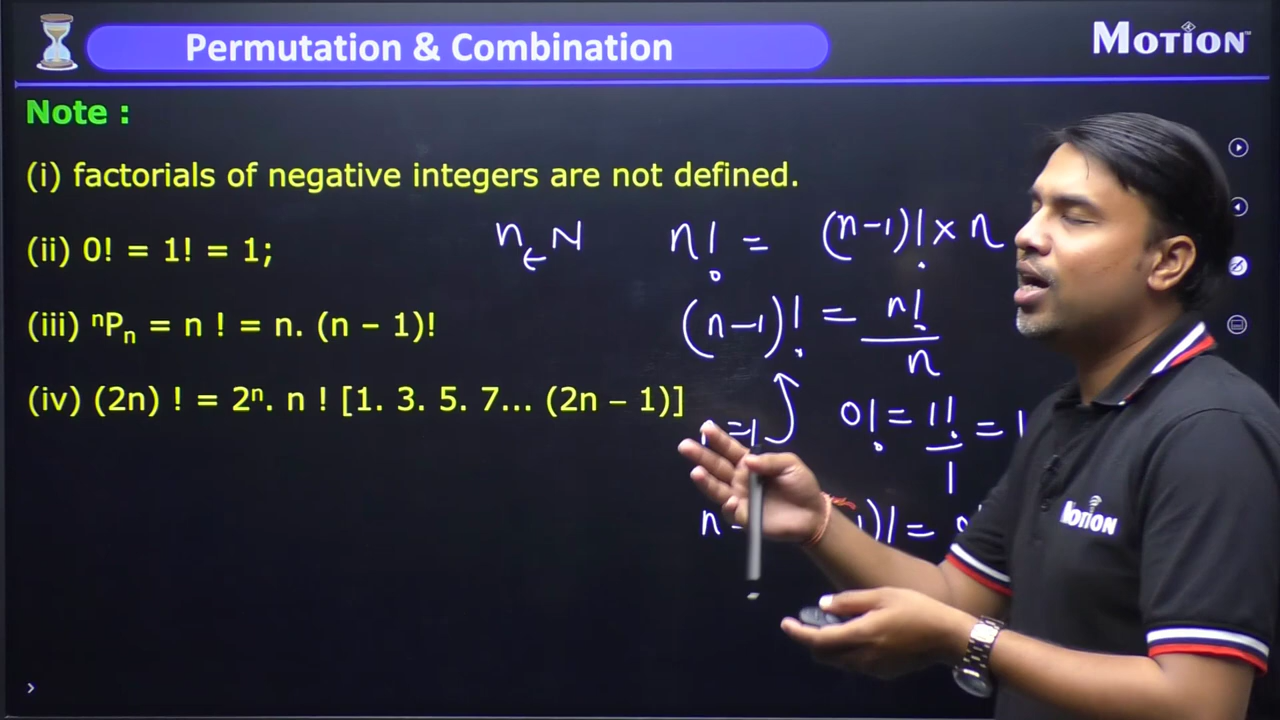 Permutation & Combination
MOTION
Note :
(i) factorials of negative integers are not defined.
n ∈ N n! = (n-1)! × n
(ii) 0! = 1! = 1;
(iii) ⁿPₙ = n ! = n. (n – 1)!
(n-1)! = n!/n
(iv) (2n) ! = 2ⁿ. n ! [1. 3. 5. 7... (2n – 1)]
0! = 1!/1 = 1
MOTION